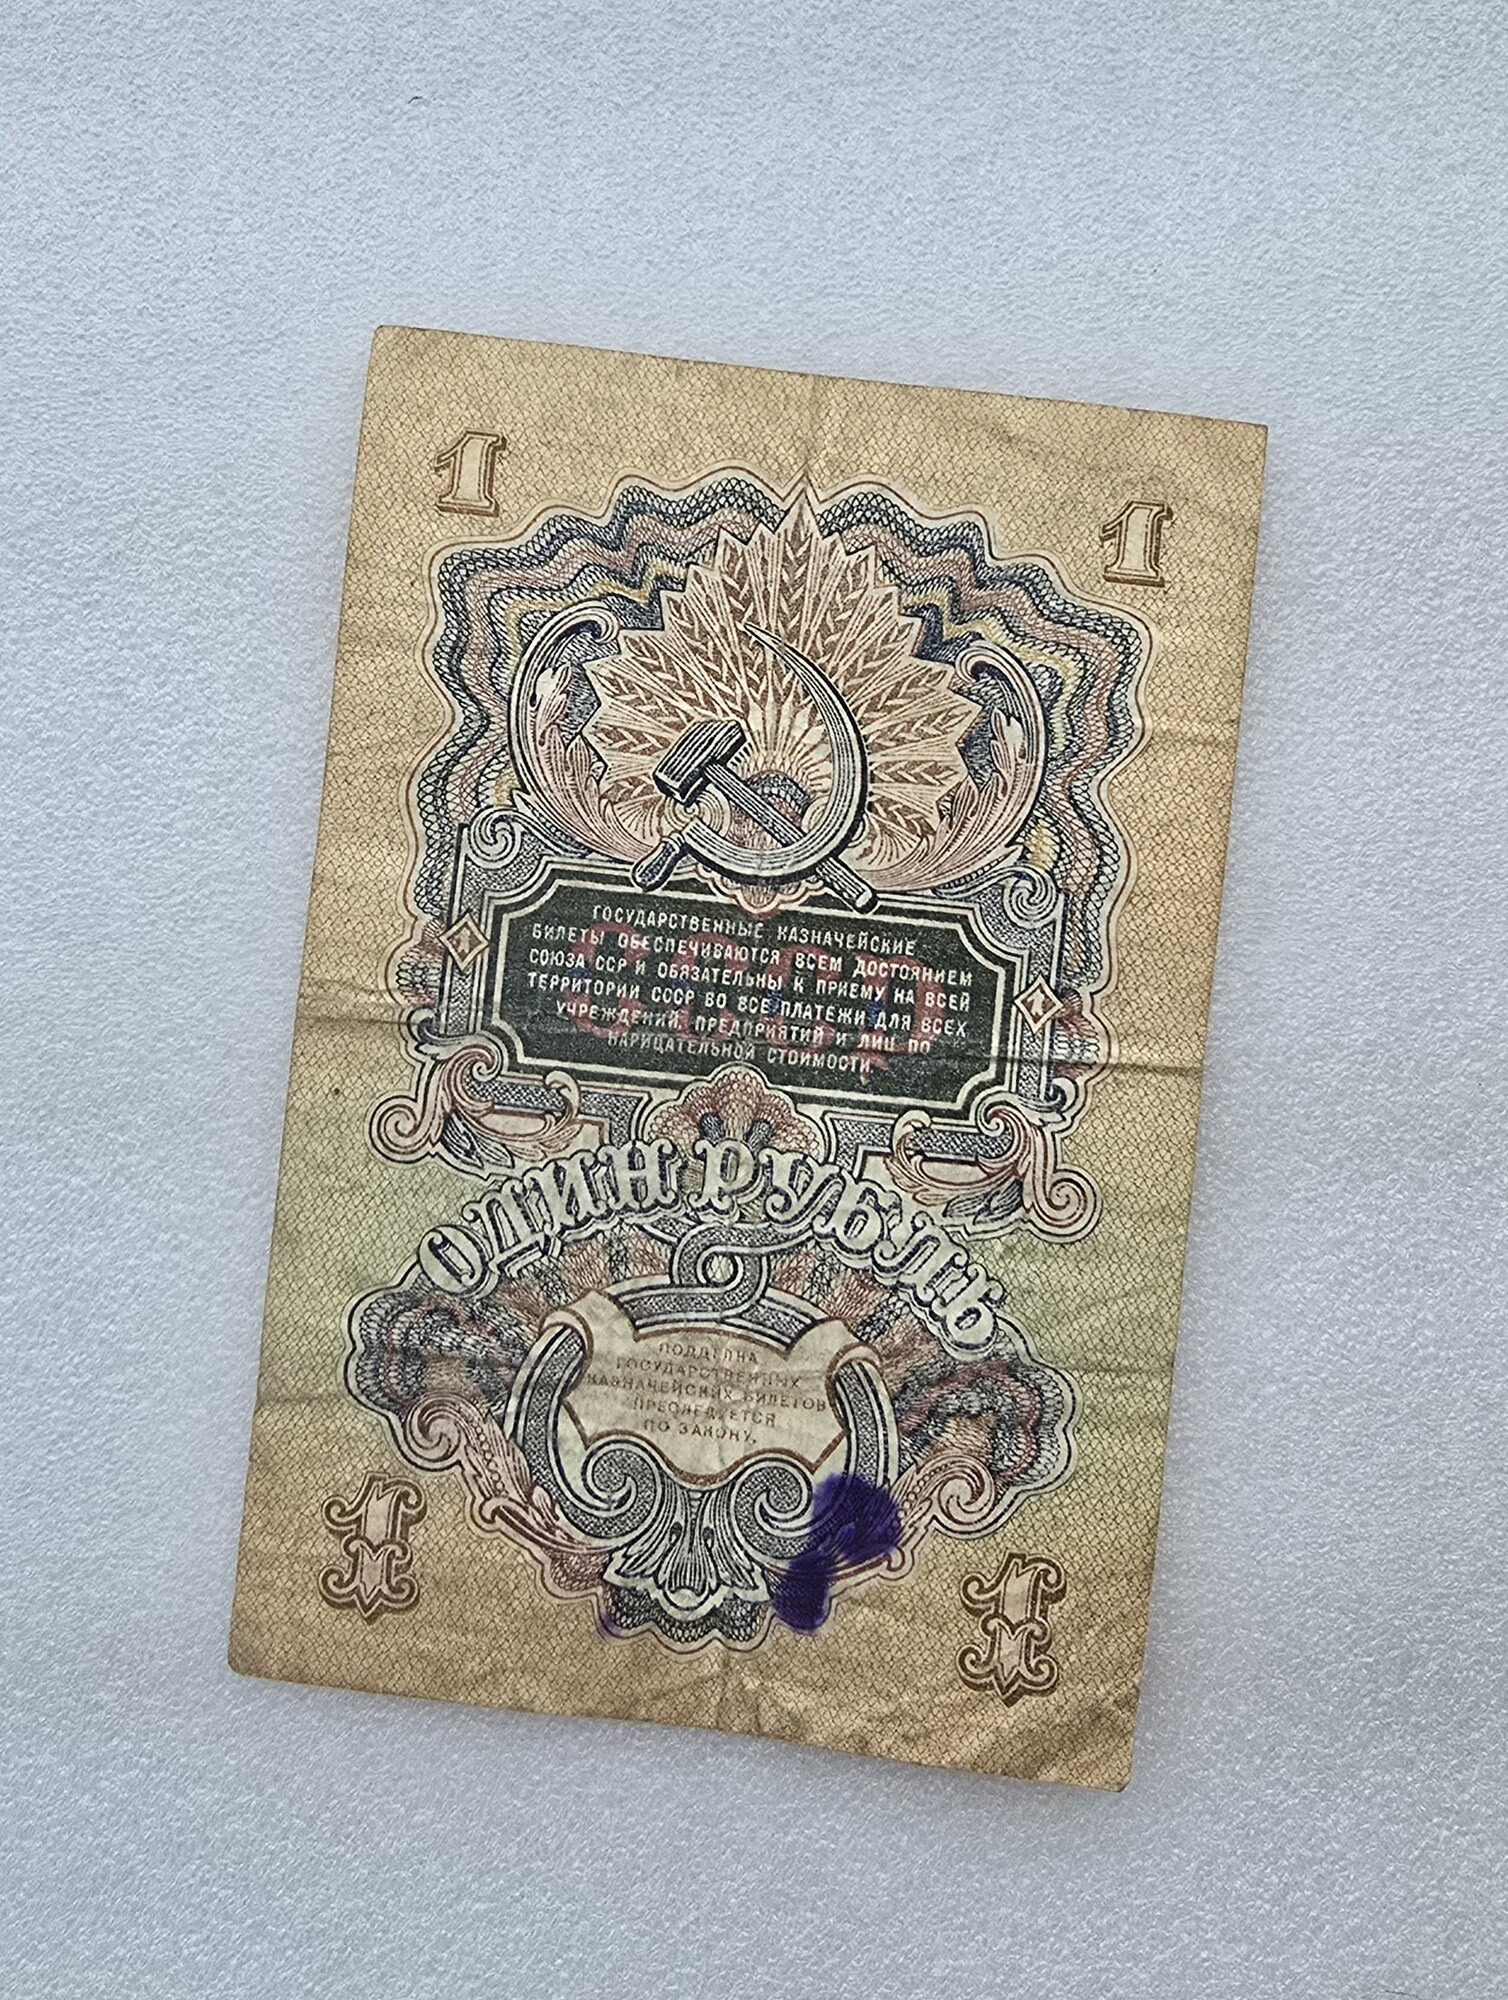 1 1
ГОСУДАРСТВЕННЫЕ КАЗНАЧЕЙСКИЕ
БИЛЕТЫ ОБЕСПЕЧИВАЮТСЯ ВСЕМ ДОСТОЯНИЕМ
СОЮЗА ССР И ОБЯЗАТЕЛЬНЫ К ПРИЕМУ НА ВСЕЙ
ТЕРРИТОРИИ СССР ВО ВСЕ ПЛАТЕЖИ ДЛЯ ВСЕХ
УЧРЕЖДЕНИЙ, ПРЕДПРИЯТИЙ И ЛИЦ ПО
НАРИЦАТЕЛЬНОЙ СТОИМОСТИ
1 1
ОДИН РУБЛЬ
ПОДДЕЛКА
ГОСУДАРСТВЕННЫХ
КАЗНАЧЕЙСКИХ БИЛЕТОВ
ПРЕСЛЕДУЕТСЯ
ПО ЗАКОНУ.
1 1